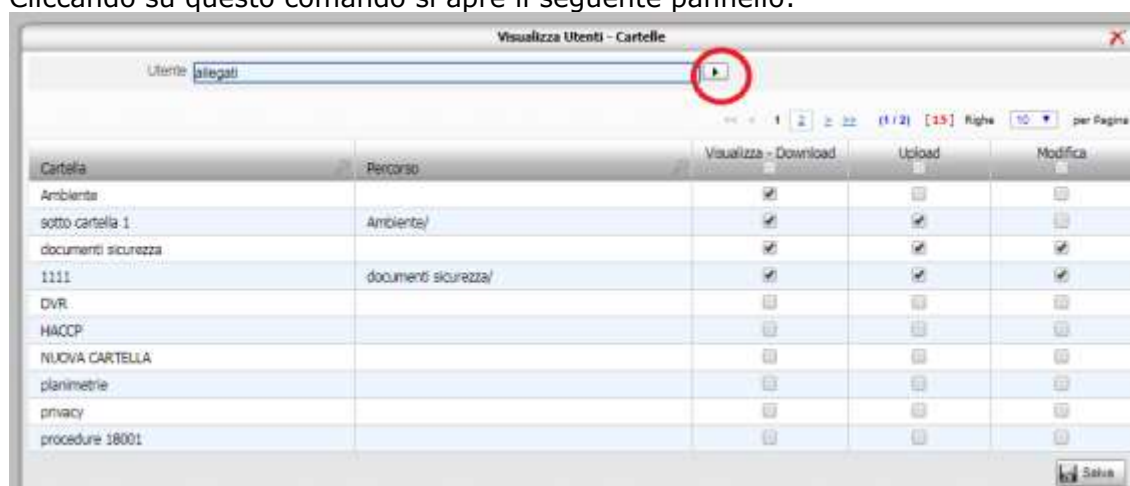 Cliccando su questo comando si apre il seguente pannello:
Visualizza Utenti - Cartelle
Utente allegati
<< < 1 2 > >> (1/2) [15] Righe 10 per Pagina
Cartella Percorso Visualizza - Download Upload Modifica
Ambiente
sotto cartella 1 Ambiente/
documenti sicurezza
1111 documenti sicurezza/
DVR
HACCP
NUOVA CARTELLA
planimetrie
privacy
procedure 18001
Salva